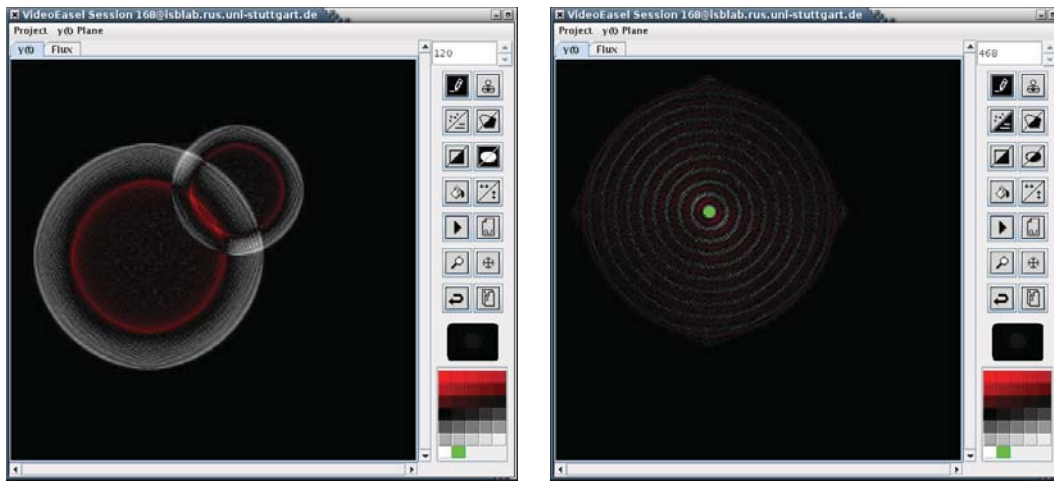 VideoEasel Session 168@isblab.rus.uni-stuttgart.de
Project y(t) Plane
y(t) Flux
120
VideoEasel Session 168@isblab.rus.uni-stuttgart.de
Project y(t) Plane
y(t) Flux
468